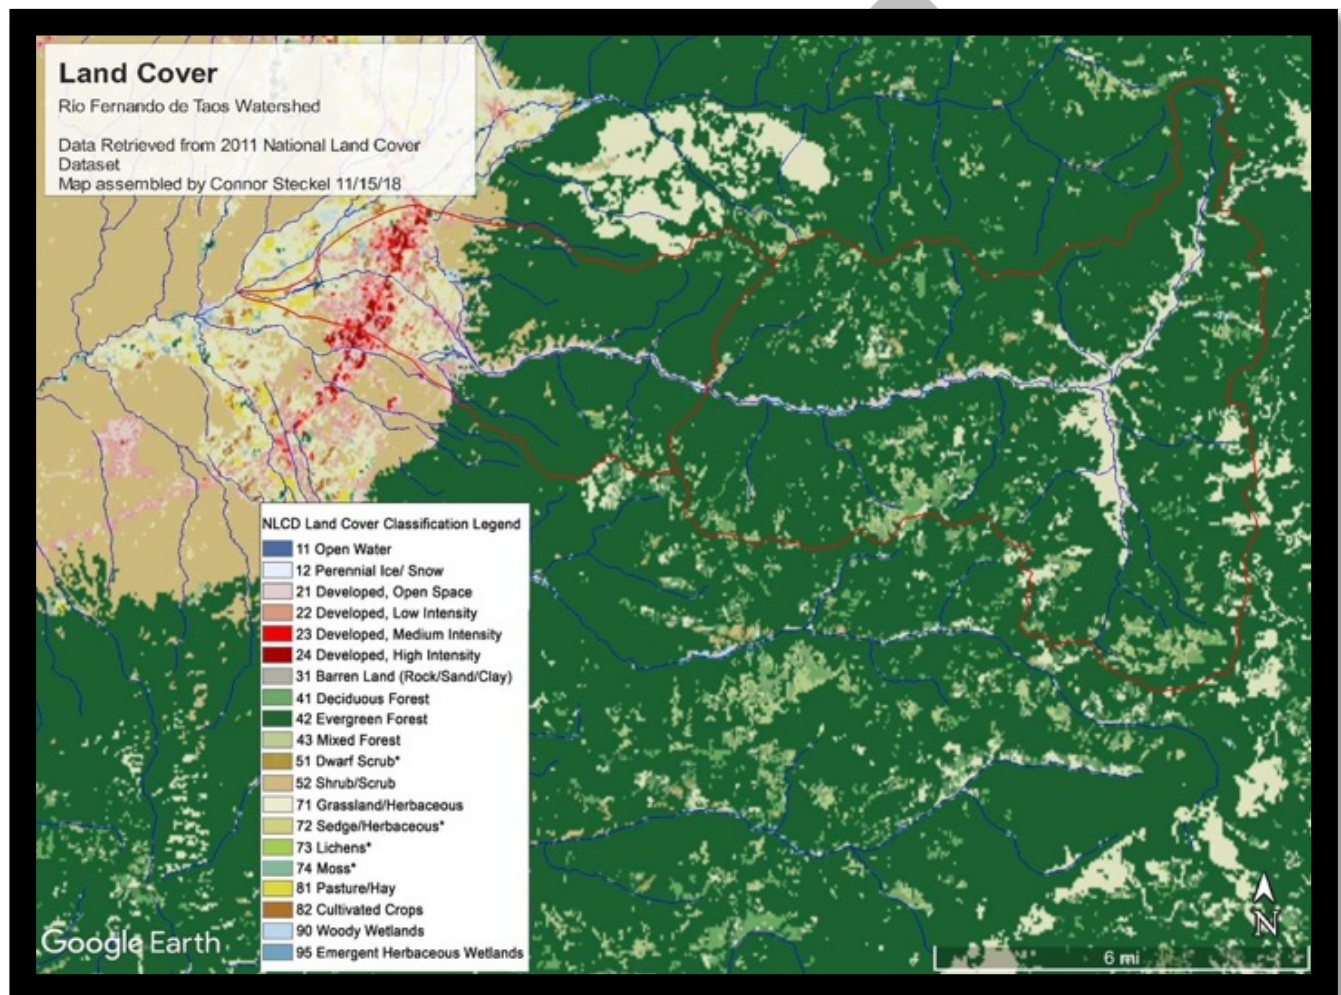 Land Cover
Rio Fernando de Taos Watershed
Data Retrieved from 2011 National Land Cover
Dataset
Map assembled by Connor Steckel 11/15/18
NLCD Land Cover Classification Legend
11 Open Water
12 Perennial Ice/ Snow
21 Developed, Open Space
22 Developed, Low Intensity
23 Developed, Medium Intensity
24 Developed, High Intensity
31 Barren Land (Rock/Sand/Clay)
41 Deciduous Forest
42 Evergreen Forest
43 Mixed Forest
51 Dwarf Scrub*
52 Shrub/Scrub
71 Grassland/Herbaceous
72 Sedge/Herbaceous*
73 Lichens*
74 Moss*
81 Pasture/Hay
82 Cultivated Crops
90 Woody Wetlands
95 Emergent Herbaceous Wetlands
Google Earth
N
6 mi